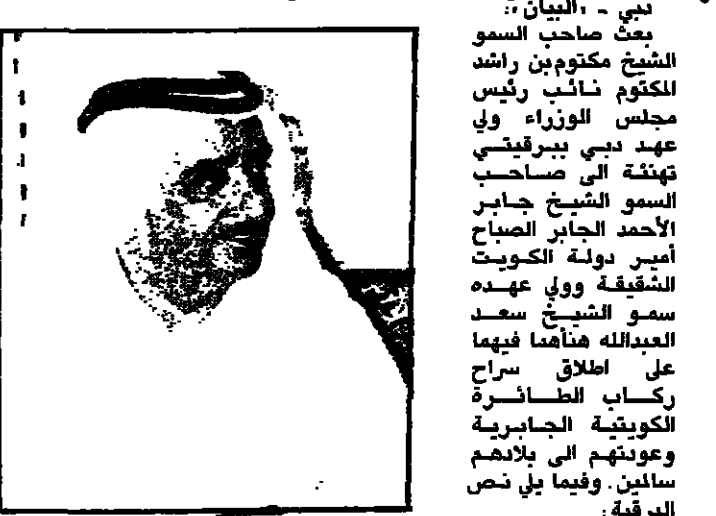 دبي - «البيان»:
بعث صاحب السمو
الشيخ مكتوم بن راشد
المكتوم نائب رئيس
مجلس الوزراء ولي
عهد دبي ببرقيتي
تهنئة الى صاحب
السمو الشيخ جابر
الأحمد الجابر الصباح
أمير دولة الكويت
الشقيقة وولي عهده
سمو الشيخ سعد
العبدالله هنأهما فيهما
على اطلاق سراح
ركاب الطائرة
الكويتية الجابرية
وعودتهم الى بلادهم
سالمين. وفيما يلي نص
البرقية: